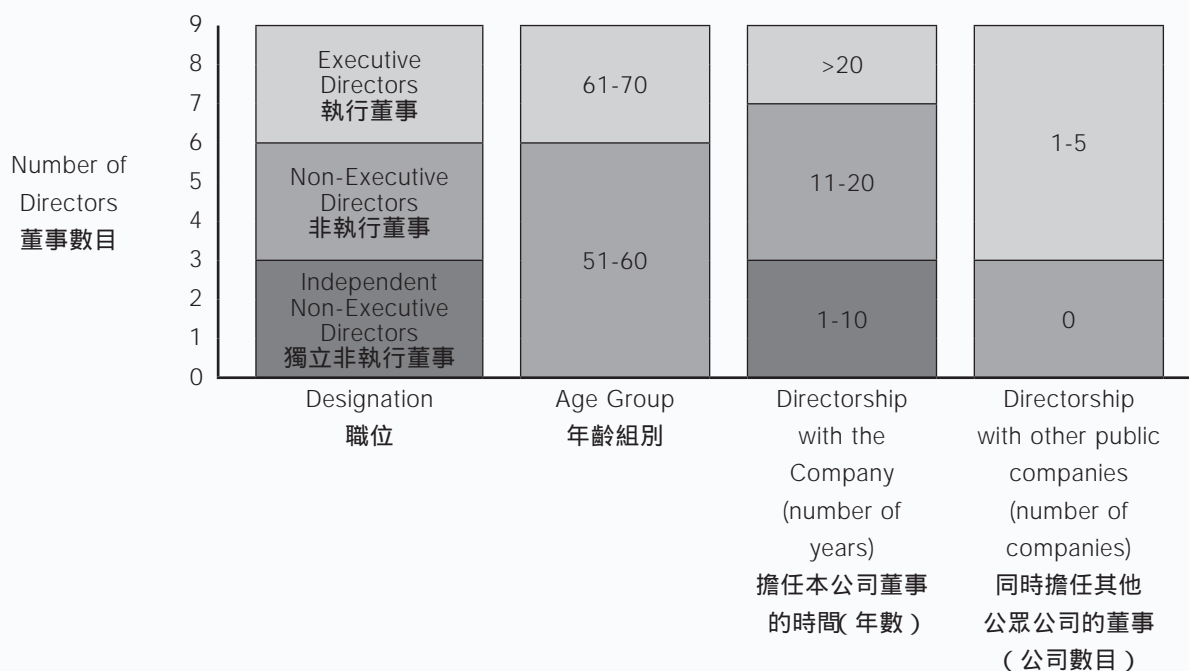 Number of
Directors
董事數目
9
8
7
6
5
4
3
2
1
0
Executive
Directors
執行董事
Non-Executive
Directors
非執行董事
Independent
Non-Executive
Directors
獨立非執行董事
61-70
51-60
>20
11-20
1-10
1-5
0
Designation
職位
Age Group
年齡組別
Directorship
with the
Company
(number of
years)
擔任本公司董事
的時間(年數)
Directorship
with other public
companies
(number of
companies)
同時擔任其他
公眾公司的董事
(公司數目)